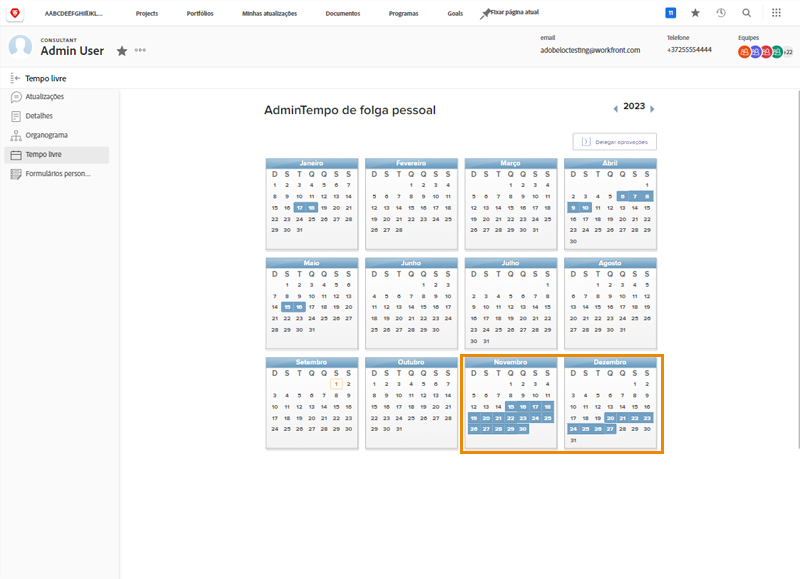 AÁBCDEÉFGHIÍJKL... Projects Portfólios Minhas atualizações Documentos Programas Goals Fixar página atual 11
CONSULTANT
Admin User
email
adobeloctesting@workfront.com
Telefone
+37255554444
Equipes
+22
Tempo livre
Atualizações
Detalhes
Organograma
Tempo livre
Formulários person...
AdminTempo de folga pessoal
2023
Delegar aprovações
Janeiro Fevereiro Março Abril
D S T Q Q S S D S T Q Q S S D S T Q Q S S D S T Q Q S S
1 2 3 4 5 6 7 1 2 3 4 1 2 3 4 1
8 9 10 11 12 13 14 5 6 7 8 9 10 11 5 6 7 8 9 10 11 2 3 4 5 6 7 8
15 16 17 18 19 20 21 12 13 14 15 16 17 18 12 13 14 15 16 17 18 9 10 11 12 13 14 15
22 23 24 25 26 27 28 19 20 21 22 23 24 25 19 20 21 22 23 24 25 16 17 18 19 20 21 22
29 30 31 26 27 28 26 27 28 29 30 31 23 24 25 26 27 28 29
30
Maio Junho Julho Agosto
D S T Q Q S S D S T Q Q S S D S T Q Q S S D S T Q Q S S
1 2 3 4 5 6 1 2 3 1 1 2 3 4 5
7 8 9 10 11 12 13 4 5 6 7 8 9 10 2 3 4 5 6 7 8 6 7 8 9 10 11 12
14 15 16 17 18 19 20 11 12 13 14 15 16 17 9 10 11 12 13 14 15 13 14 15 16 17 18 19
21 22 23 24 25 26 27 18 19 20 21 22 23 24 16 17 18 19 20 21 22 20 21 22 23 24 25 26
28 29 30 31 25 26 27 28 29 30 23 24 25 26 27 28 29 27 28 29 30 31
30 31
Setembro Outubro Novembro Dezembro
D S T Q Q S S D S T Q Q S S D S T Q Q S S D S T Q Q S S
1 2 1 2 3 4 5 6 7 1 2 3 4 1 2
3 4 5 6 7 8 9 8 9 10 11 12 13 14 5 6 7 8 9 10 11 3 4 5 6 7 8 9
10 11 12 13 14 15 16 15 16 17 18 19 20 21 12 13 14 15 16 17 18 10 11 12 13 14 15 16
17 18 19 20 21 22 23 22 23 24 25 26 27 28 19 20 21 22 23 24 25 17 18 19 20 21 22 23
24 25 26 27 28 29 30 29 30 31 26 27 28 29 30 24 25 26 27 28 29 30
31